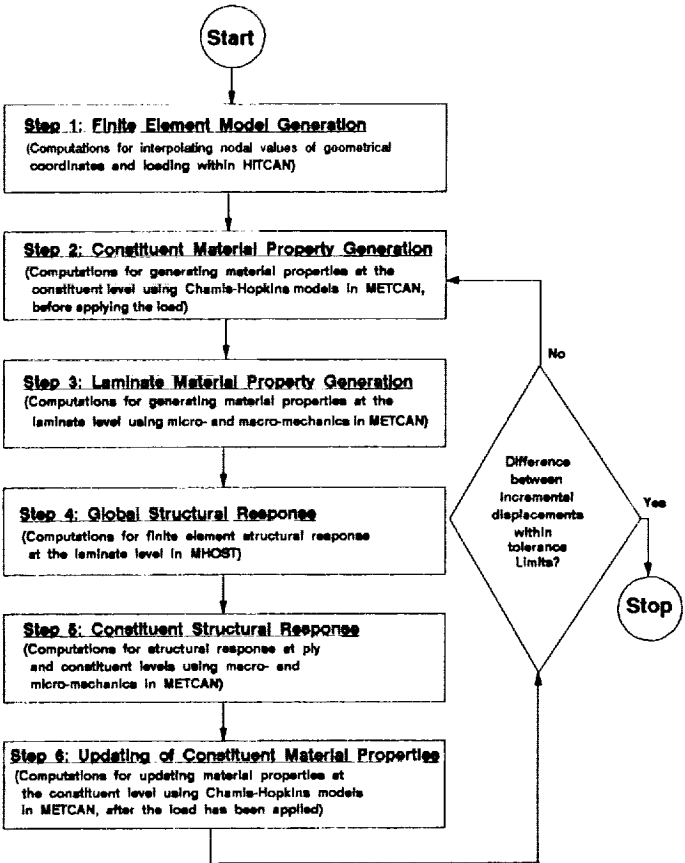 Start
Step 1: Finite Element Model Generation
(Computations for interpolating nodal values of geometrical
coordinates and loading within HITCAN)
Step 2: Constituent Material Property Generation
(Computations for generating material properties at the
constituent level using Chamis-Hopkins models in METCAN,
before applying the load)
Step 3: Laminate Material Property Generation
(Computations for generating material properties at the
laminate level using micro- and macro-mechanics in METCAN)
Step 4: Global Structural Response
(Computations for finite element structural response
at the laminate level in MHOST)
Step 5: Constituent Structural Response
(Computations for structural response at ply
and constituent levels using macro- and
micro-mechanics in METCAN)
Step 6: Updating of Constituent Material Properties
(Computations for updating material properties at
the constituent level using Chamis-Hopkins models
in METCAN, after the load has been applied)
No
Difference
between
incremental
displacements
within
tolerance
Limits?
Yes
Stop